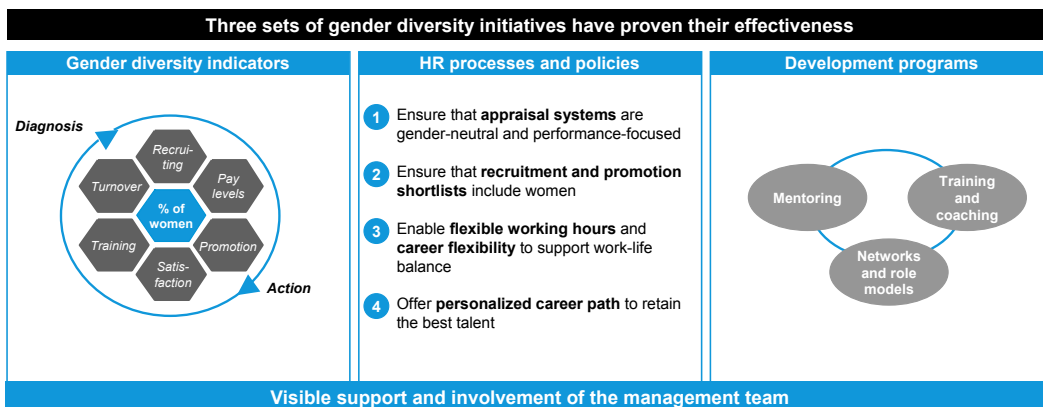 Three sets of gender diversity initiatives have proven their effectiveness
Gender diversity indicators
Diagnosis
Recrui-
ting
Turnover
Pay
levels
% of
women
Training
Promotion
Satis-
faction
Action
HR processes and policies
1 Ensure that appraisal systems are
gender-neutral and performance-focused
2 Ensure that recruitment and promotion
shortlists include women
3 Enable flexible working hours and
career flexibility to support work-life
balance
4 Offer personalized career path to retain
the best talent
Development programs
Mentoring
Training
and
coaching
Networks
and role
models
Visible support and involvement of the management team